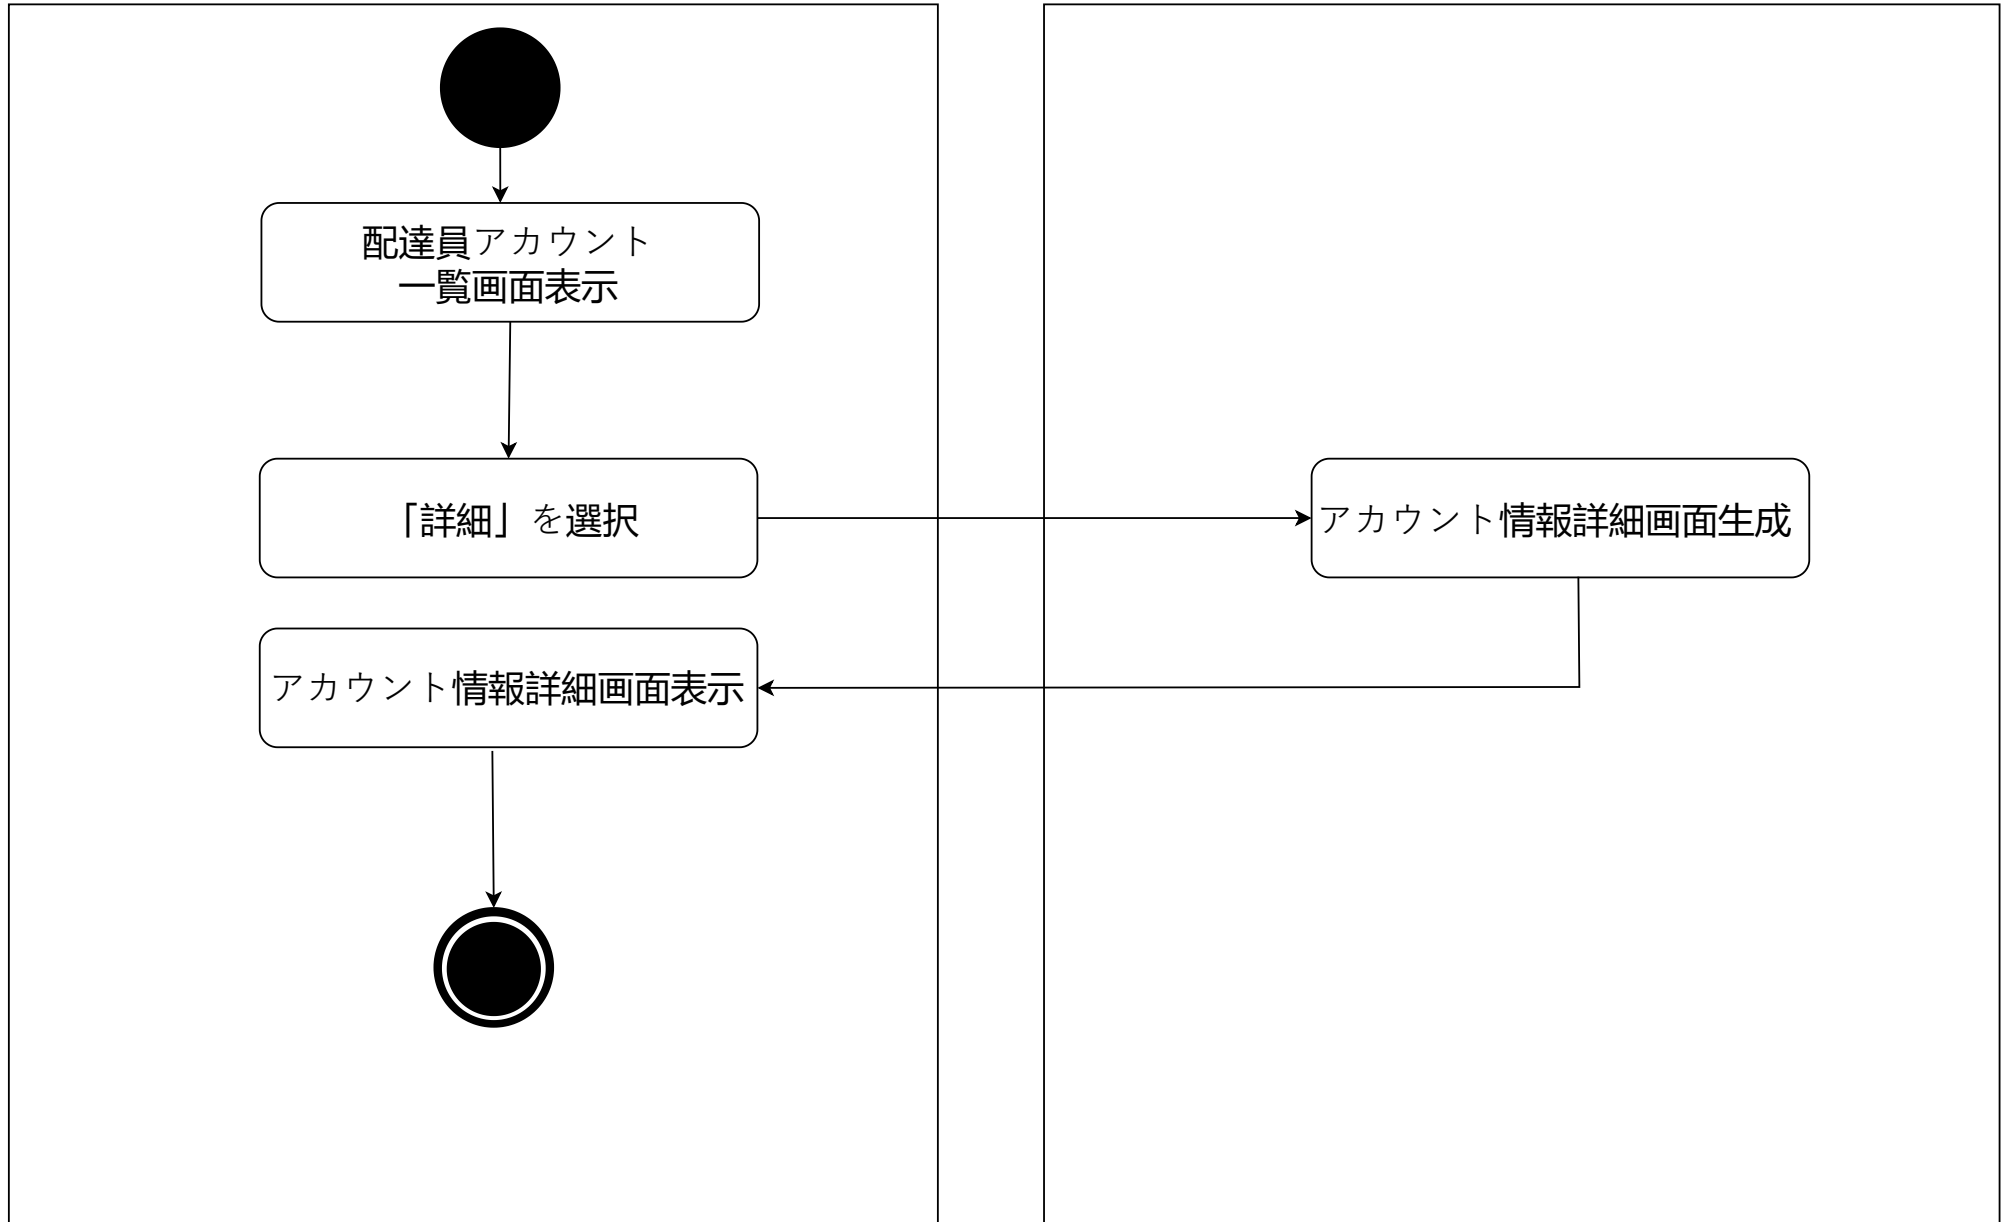 配達員アカウント
一覧画面表示
「詳細」を選択
アカウント情報詳細画面生成
アカウント情報詳細画面表示